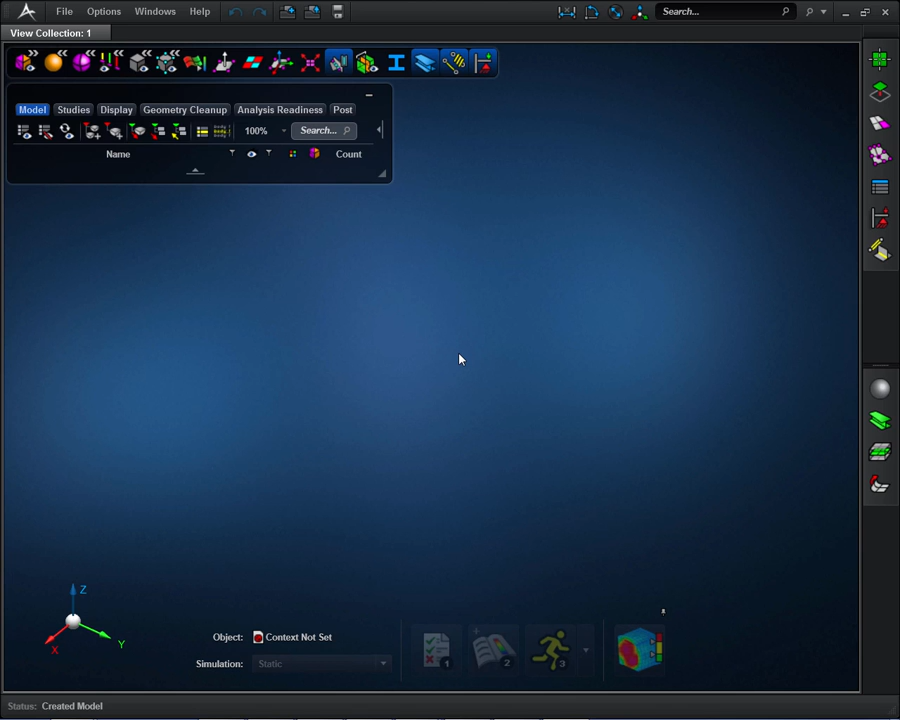 File Options Windows Help Search...
View Collection: 1
Model Studies Display Geometry Cleanup Analysis Readiness Post
100% Search...
Name Count
Z
X Y
Object: Context Not Set
1 2 3
Simulation: Static
Status: Created Model